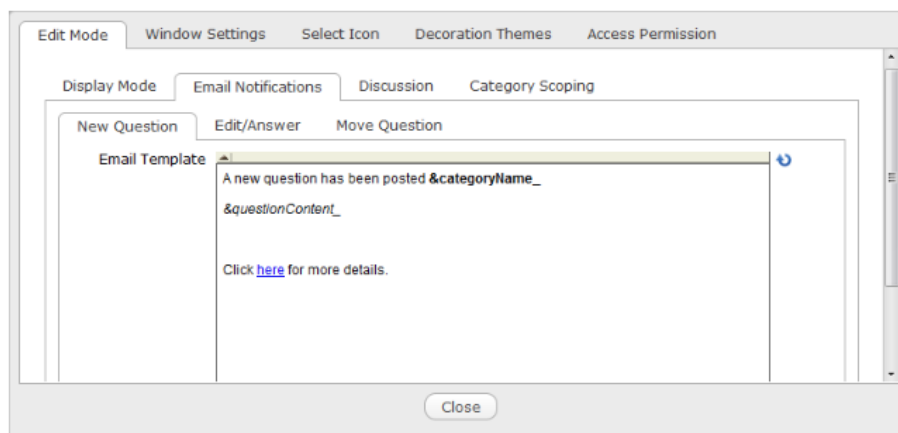 Edit Mode Window Settings Select Icon Decoration Themes Access Permission
Display Mode Email Notifications Discussion Category Scoping
New Question Edit/Answer Move Question
Email Template
A new question has been posted &categoryName_
&questionContent_
Click here for more details.
Close